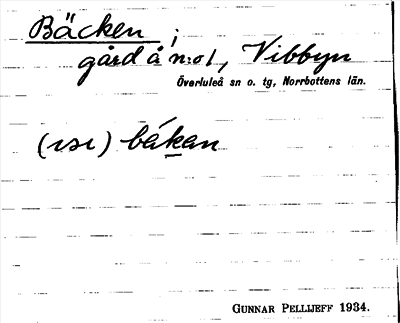 Bäcken ;
gård å n:o 1, Vibbyn
Överluleå sn o. tg, Norrbottens län.
bákan
GUNNAR PELLIJEFF 1934.